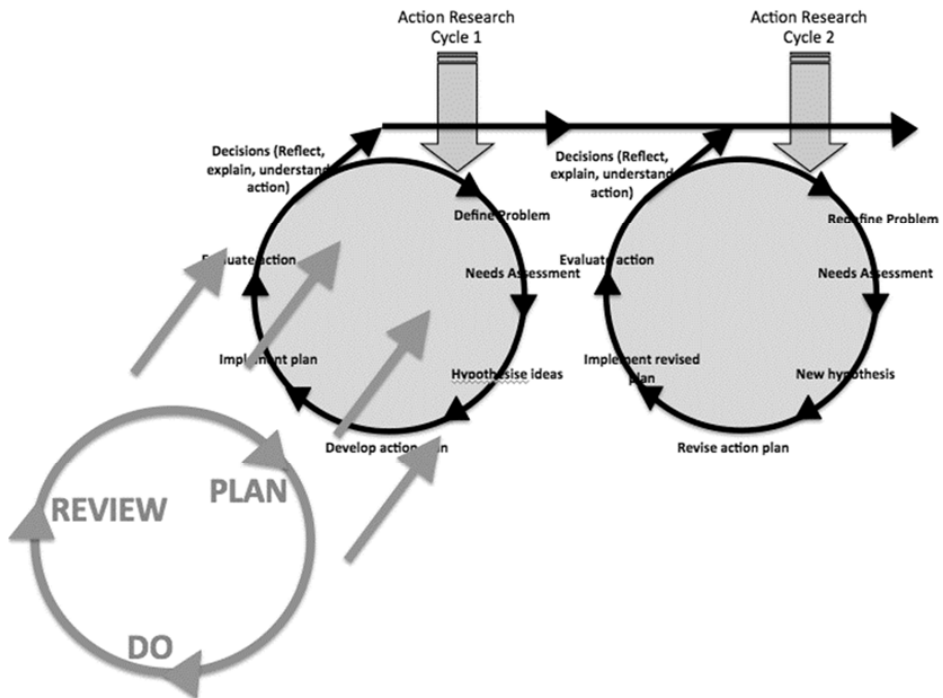 Action Research
Cycle 1
Action Research
Cycle 2
Decisions (Reflect,
explain, understand
action)
Define Problem
Evaluate action
Needs Assessment
Implement plan
Hypothesise ideas
Develop action plan
Decisions (Reflect,
explain, understand
action)
Redefine Problem
Evaluate action
Needs Assessment
Implement revised
plan
New hypothesis
Revise action plan
PLAN
REVIEW
DO